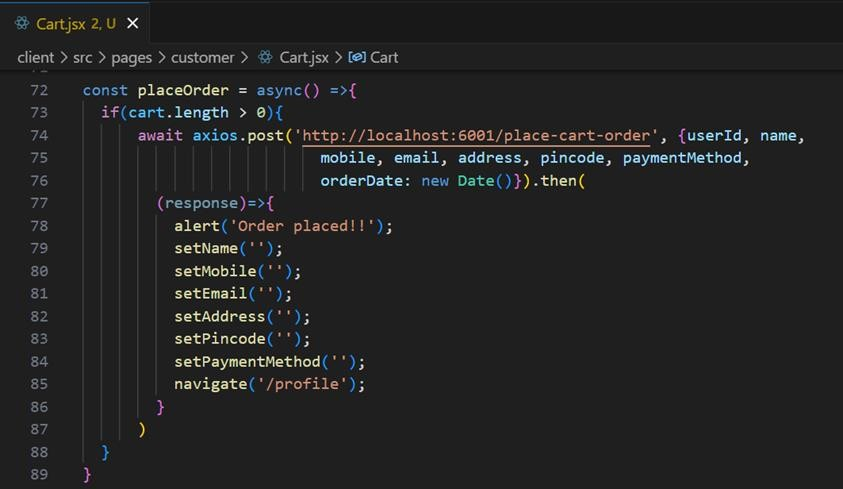 Cart.jsx 2, U
client > src > pages > customer > Cart.jsx > Cart
72 const placeOrder = async() =>{
73 if(cart.length > 0){
74 await axios.post('http://localhost:6001/place-cart-order', {userId, name,
75 mobile, email, address, pincode, paymentMethod,
76 orderDate: new Date()}).then(
77 (response)=>{
78 alert('Order placed!!');
79 setName('');
80 setMobile('');
81 setEmail('');
82 setAddress('');
83 setPincode('');
84 setPaymentMethod('');
85 navigate('/profile');
86 }
87 )
88 }
89 }